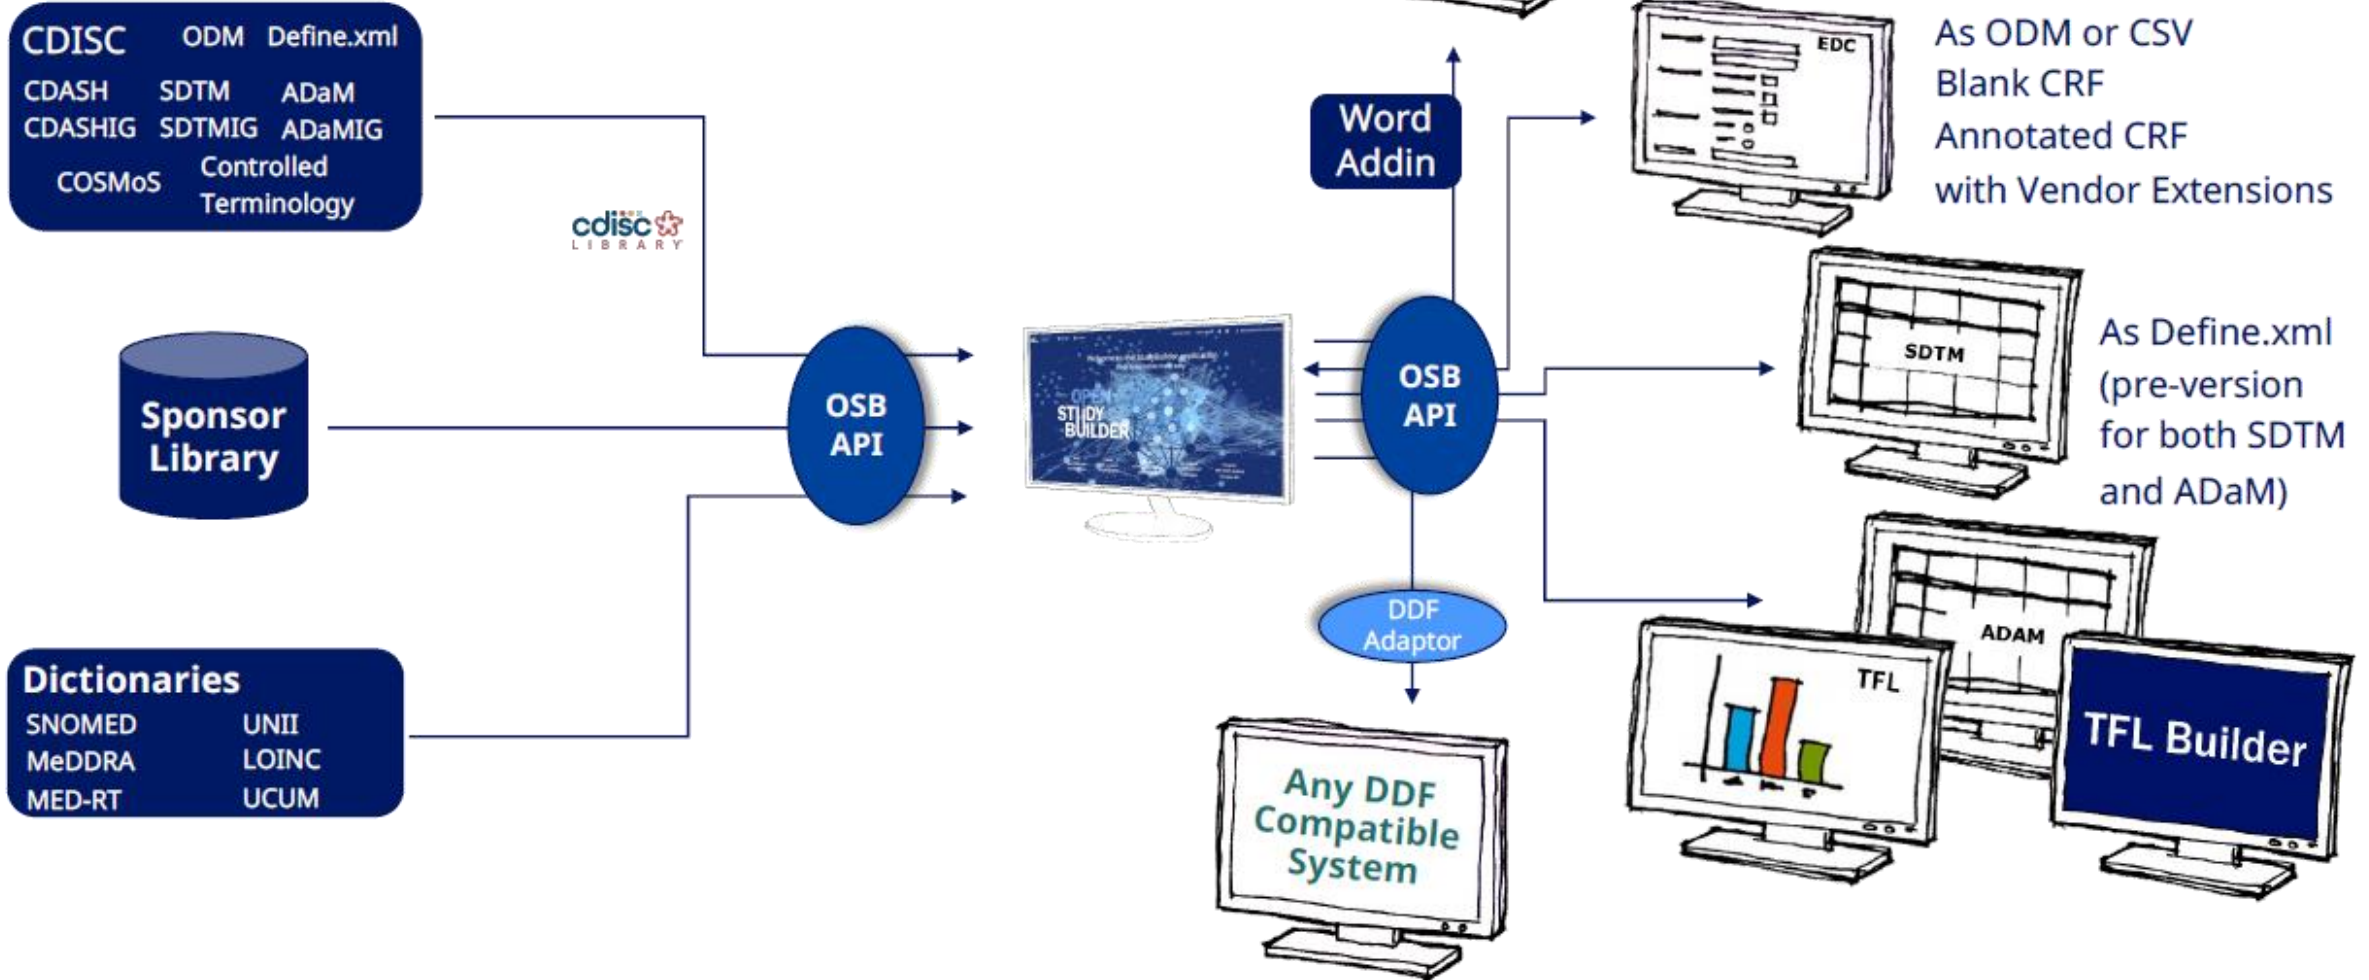 CDISC ODM Define.xml
CDASH SDTM ADaM
CDASHIG SDTMIG ADaMIG
COSMoS
Controlled
Terminology
cdisc
LIBRARY
Sponsor
Library
Dictionaries
SNOMED UNII
MeDDRA LOINC
MED-RT UCUM
OSB
API
OPEN
STUDY
BUILDER
Word
Addin
OSB
API
DDF
Adaptor
Any DDF
Compatible
System
EDC
As ODM or CSV
Blank CRF
Annotated CRF
with Vendor Extensions
SDTM
As Define.xml
(pre-version
for both SDTM
and ADaM)
ADAM
TFL
TFL Builder